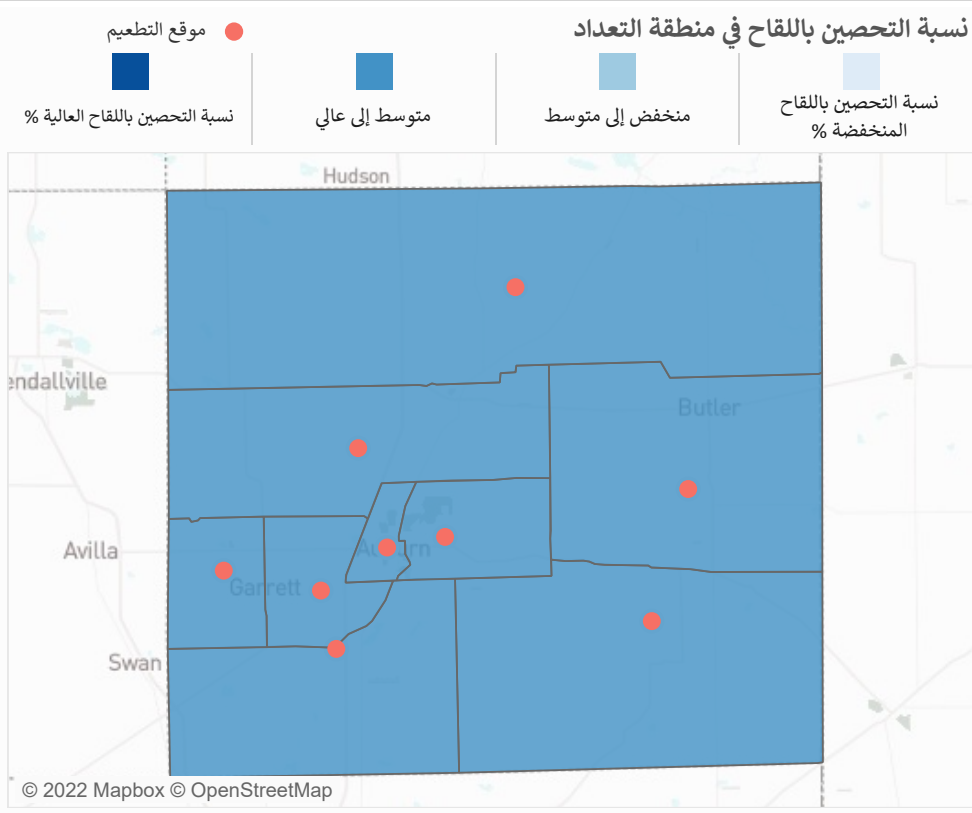 نسبة التحصين باللقاح في منطقة التعداد
موقع التطعيم
نسبة التحصين باللقاح
المنخفضة %
منخفض إلى متوسط
متوسط إلى عالي
نسبة التحصين باللقاح العالية %
Hudson
endallville
Butler
Avilla
Auburn
Garrett
Swan
© 2022 Mapbox © OpenStreetMap